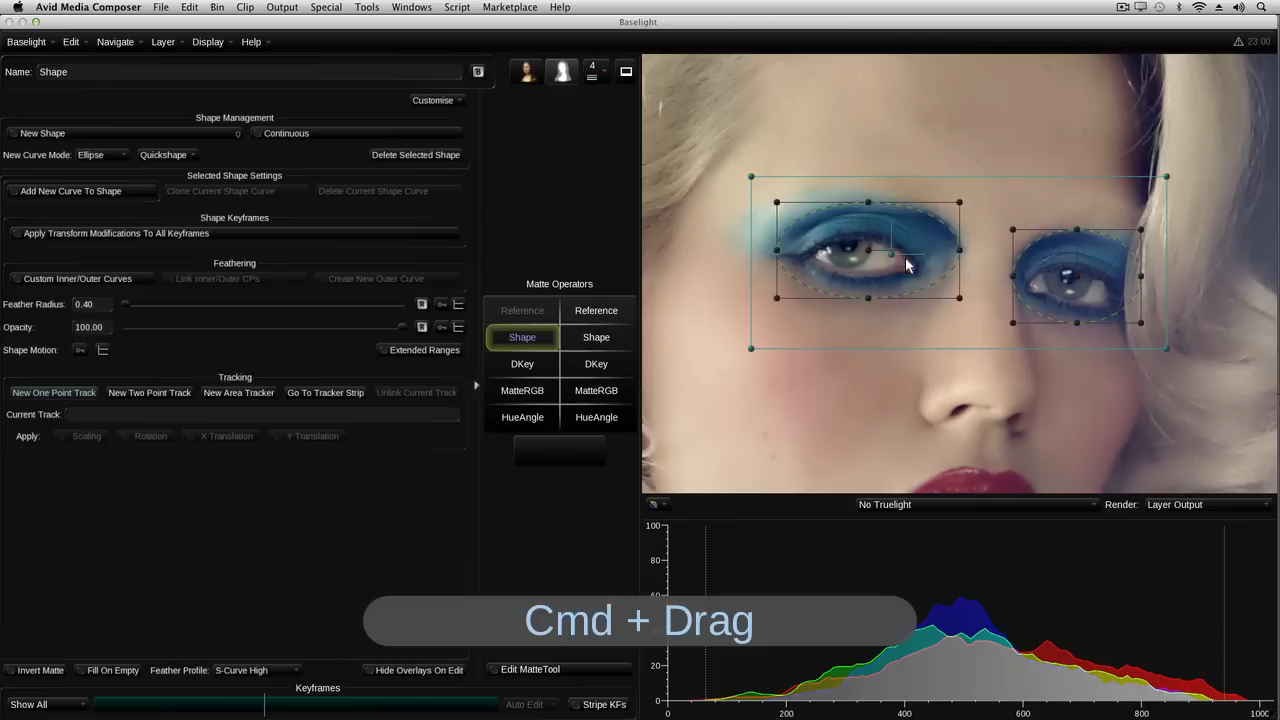 Avid Media Composer File Edit Bin Clip Output Special Tools Windows Script Marketplace Help
Baselight
Baselight Edit Navigate Layer Display Help 23:00
Name: Shape B 4
Customise
Shape Management
New Shape Q Continuous
New Curve Mode: Ellipse Quickshape Delete Selected Shape
Selected Shape Settings
Add New Curve To Shape Clone Current Shape Curve Delete Current Shape Curve
Shape Keyframes
Apply Transform Modifications To All Keyframes
Feathering
Custom Inner/Outer Curves Link Inner/Outer CPs Create New Outer Curve
Feather Radius: 0.40 R
Opacity: 100.00 R
Shape Motion: Extended Ranges
Tracking
New One Point Track New Two Point Track New Area Tracker Go To Tracker Strip Unlink Current Track
Current Track:
Apply: Scaling Rotation X Translation Y Translation
Matte Operators
Reference Reference
Shape Shape
DKey DKey
MatteRGB MatteRGB
HueAngle HueAngle
No Truelight Render: Layer Output
100
80
60
20
0
0 200 400 600 800 1000
Cmd + Drag
Invert Matte Fill On Empty Feather Profile: S-Curve High Hide Overlays On Edit Edit MatteTool
Keyframes
Show All Auto Edit Stripe KFs